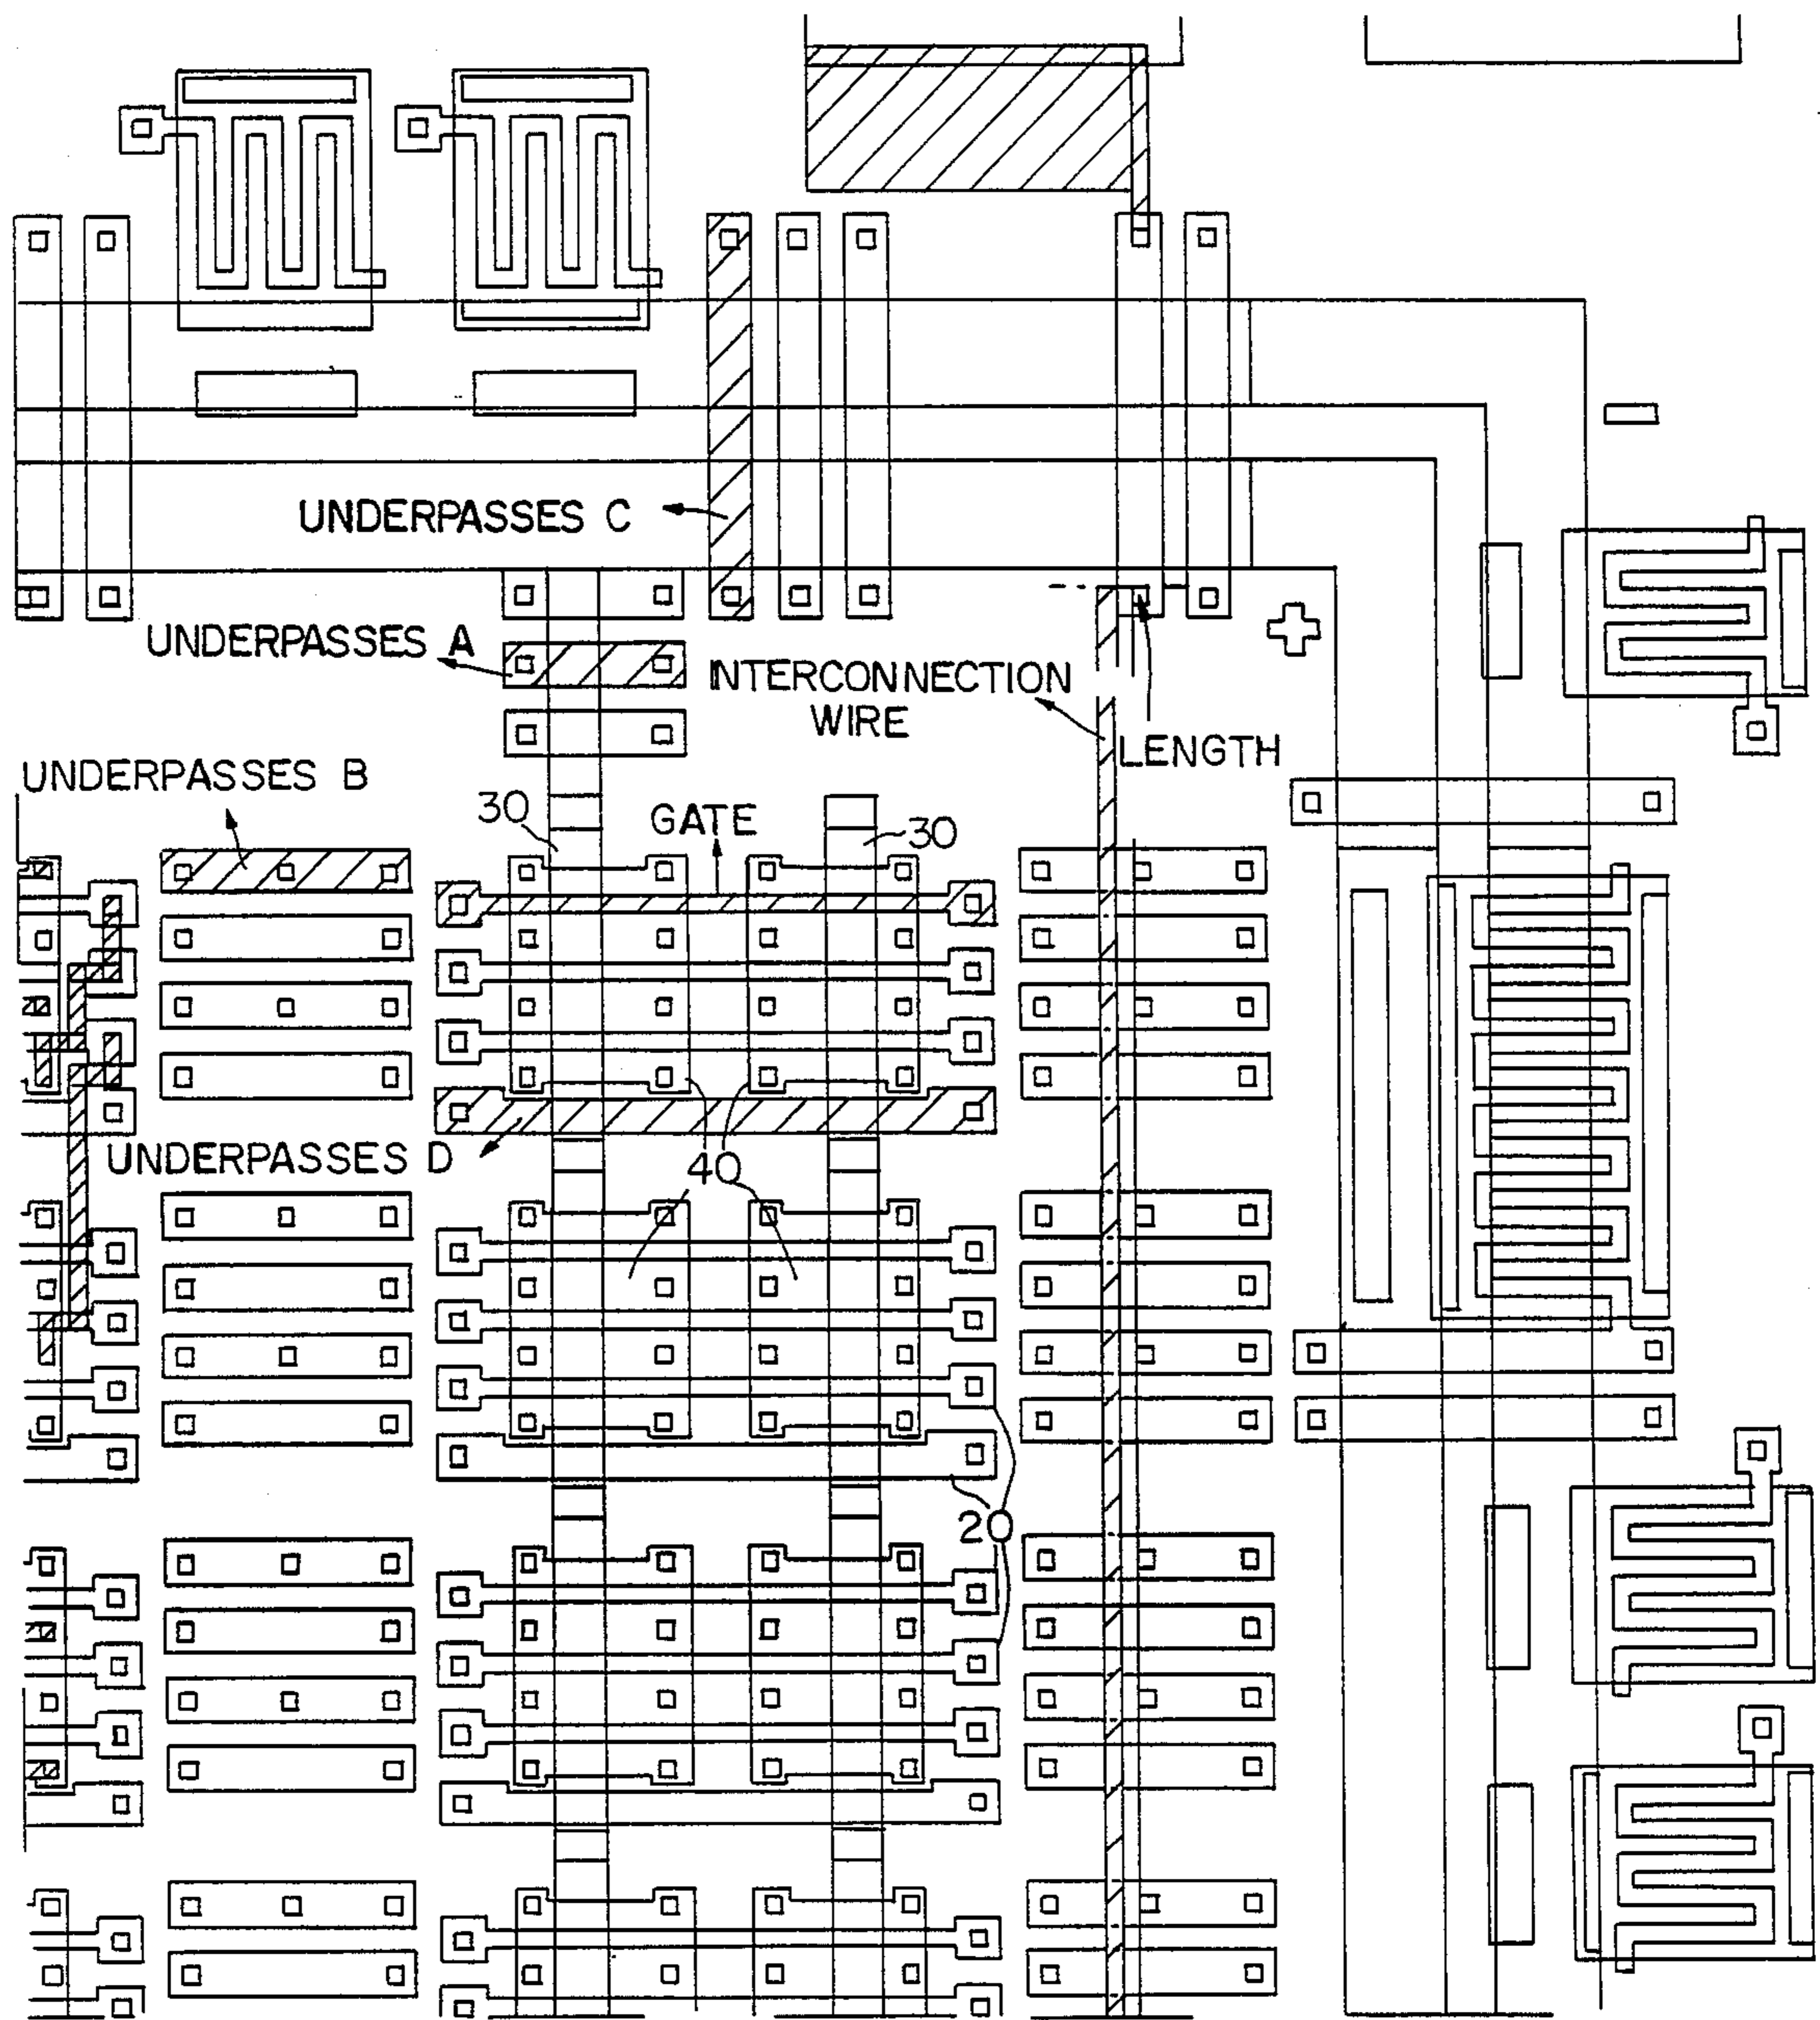 UNDERPASSES C
UNDERPASSES A
INTERCONNECTION
WIRE
LENGTH
UNDERPASSES B
30
GATE
30
UNDERPASSES D
40
20